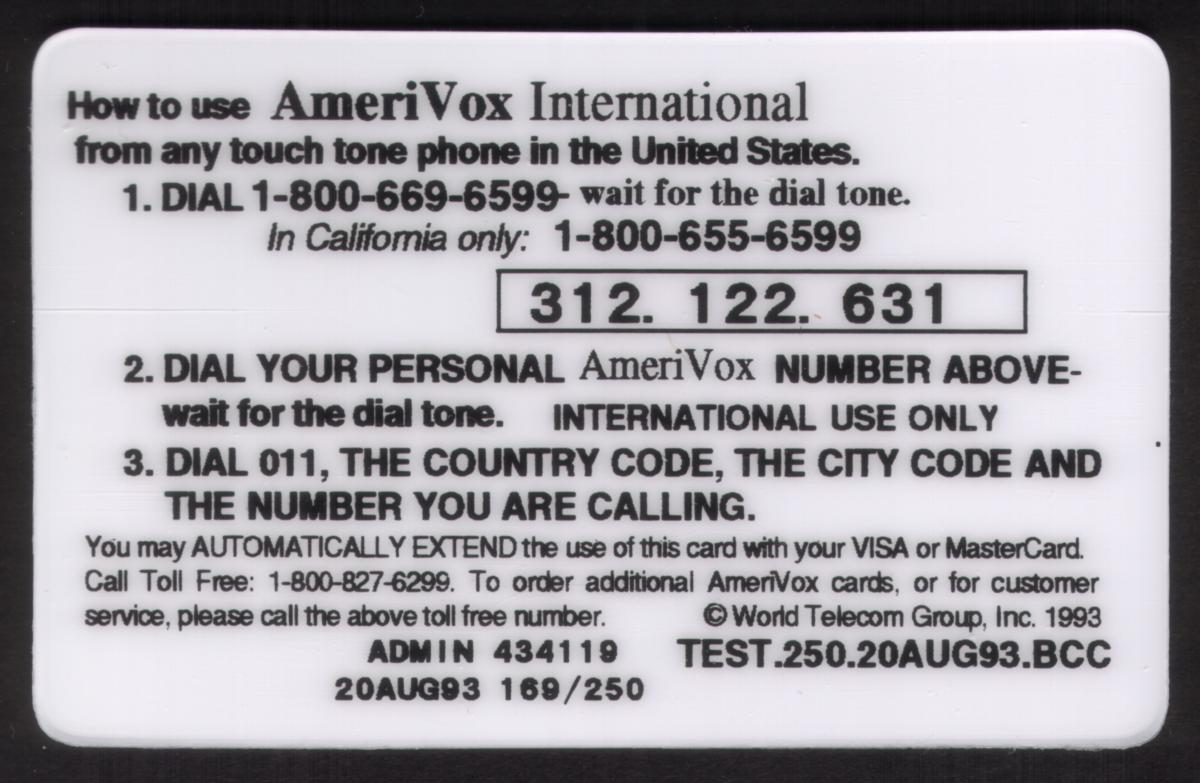 How to use AmeriVox International
from any touch tone phone in the United States.
1. DIAL 1-800-669-6599- wait for the dial tone.
In California only: 1-800-655-6599
312. 122. 631
2. DIAL YOUR PERSONAL AmeriVox NUMBER ABOVE-
wait for the dial tone. INTERNATIONAL USE ONLY
3. DIAL 011, THE COUNTRY CODE, THE CITY CODE AND
THE NUMBER YOU ARE CALLING.
You may AUTOMATICALLY EXTEND the use of this card with your VISA or MasterCard.
Call Toll Free: 1-800-827-6299. To order additional AmeriVox cards, or for customer
service, please call the above toll free number. © World Telecom Group, Inc. 1993
ADMIN 434119 TEST.250.20AUG93.BCC
20AUG93 169/250